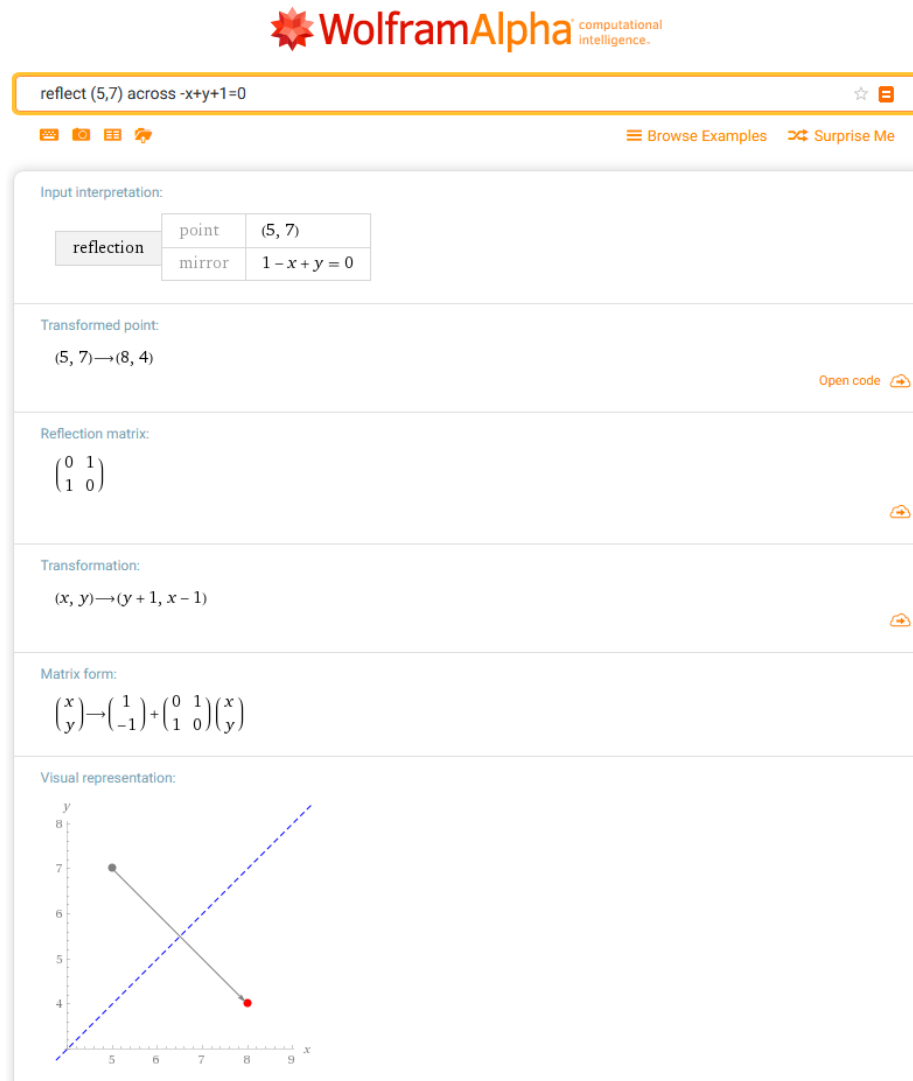 WolframAlpha computational intelligence.
reflect (5,7) across -x+y+1=0
Browse Examples Surprise Me
Input interpretation:
reflection
point (5, 7)
mirror 1 − x + y = 0
Transformed point:
(5, 7)⟶(8, 4)
Open code
Reflection matrix:
(0 1
1 0)
Transformation:
(x, y)⟶(y + 1, x − 1)
Matrix form:
(x y)⟶(1 −1)+(0 1 1 0)(x y)
Visual representation:
y
8
7
6
5
4
5 6 7 8 9 x